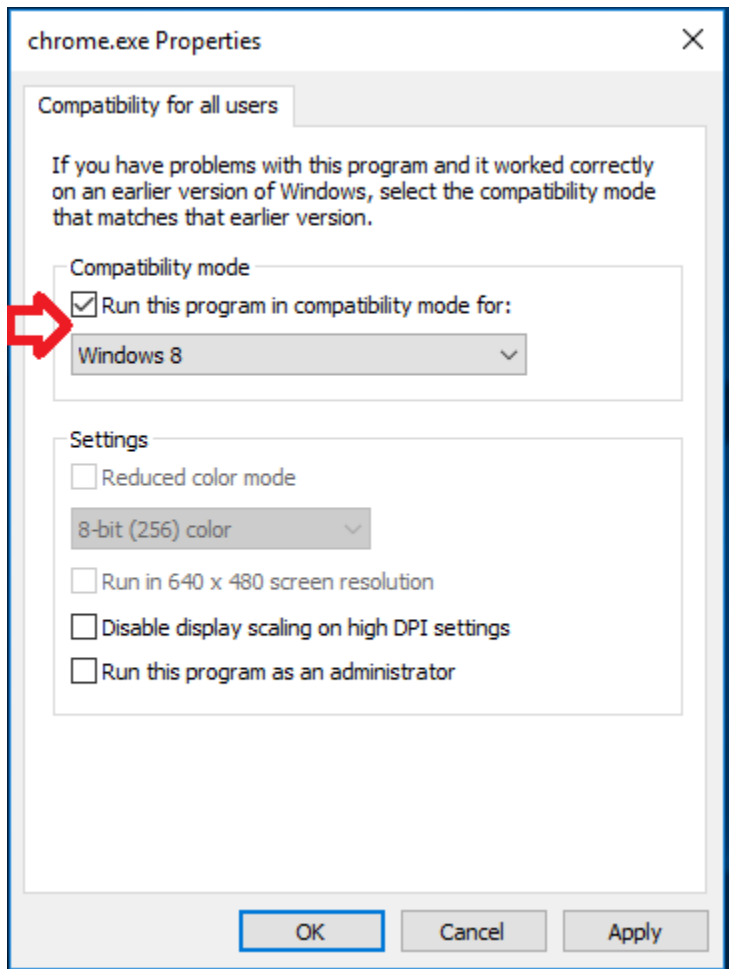 chrome.exe Properties
Compatibility for all users
If you have problems with this program and it worked correctly
on an earlier version of Windows, select the compatibility mode
that matches that earlier version.
Compatibility mode
Run this program in compatibility mode for:
Windows 8
Settings
Reduced color mode
8-bit (256) color
Run in 640 x 480 screen resolution
Disable display scaling on high DPI settings
Run this program as an administrator
OK Cancel Apply